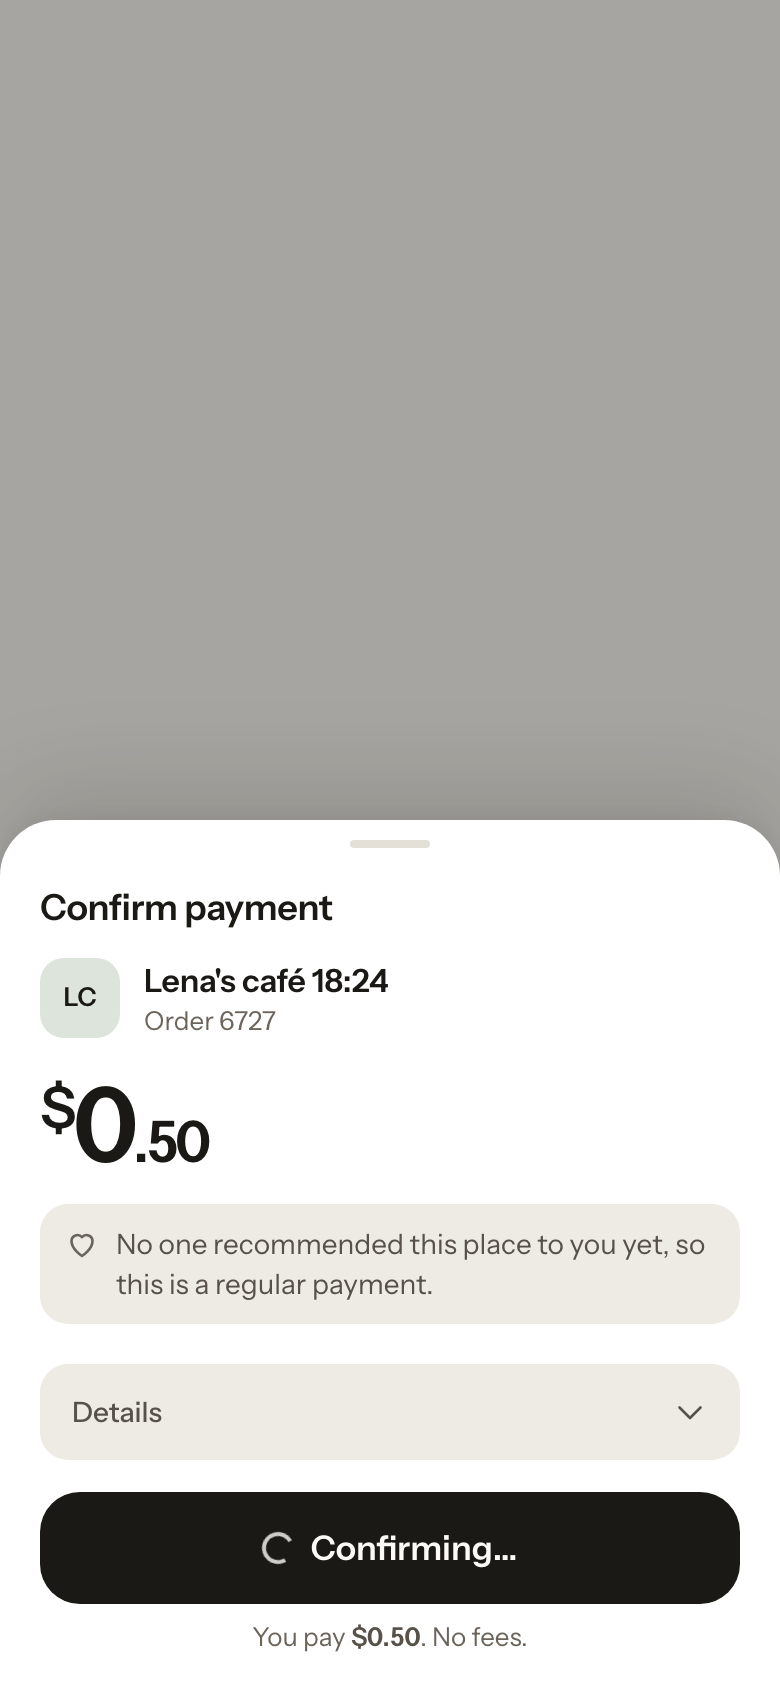 Confirm payment
LC
Lena's café 18:24
Order 6727
$0.50
No one recommended this place to you yet, so
this is a regular payment.
Details
Confirming...
You pay $0.50. No fees.